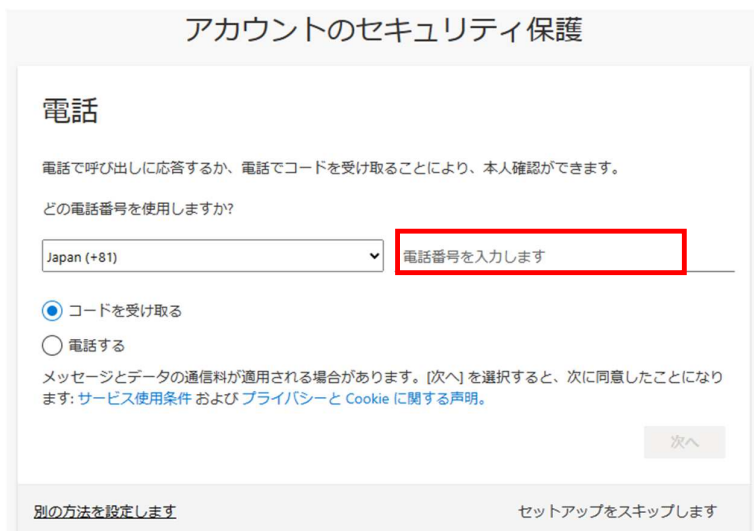 アカウントのセキュリティ保護
電話
電話で呼び出しに応答するか、電話でコードを受け取ることにより、本人確認ができます。
どの電話番号を使用しますか?
Japan (+81)
電話番号を入力します
コードを受け取る
電話する
メッセージとデータの通信料が適用される場合があります。[次へ] を選択すると、次に同意したことになり
ます: サービス使用条件 および プライバシーと Cookie に関する声明。
次へ
別の方法を設定します
セットアップをスキップします